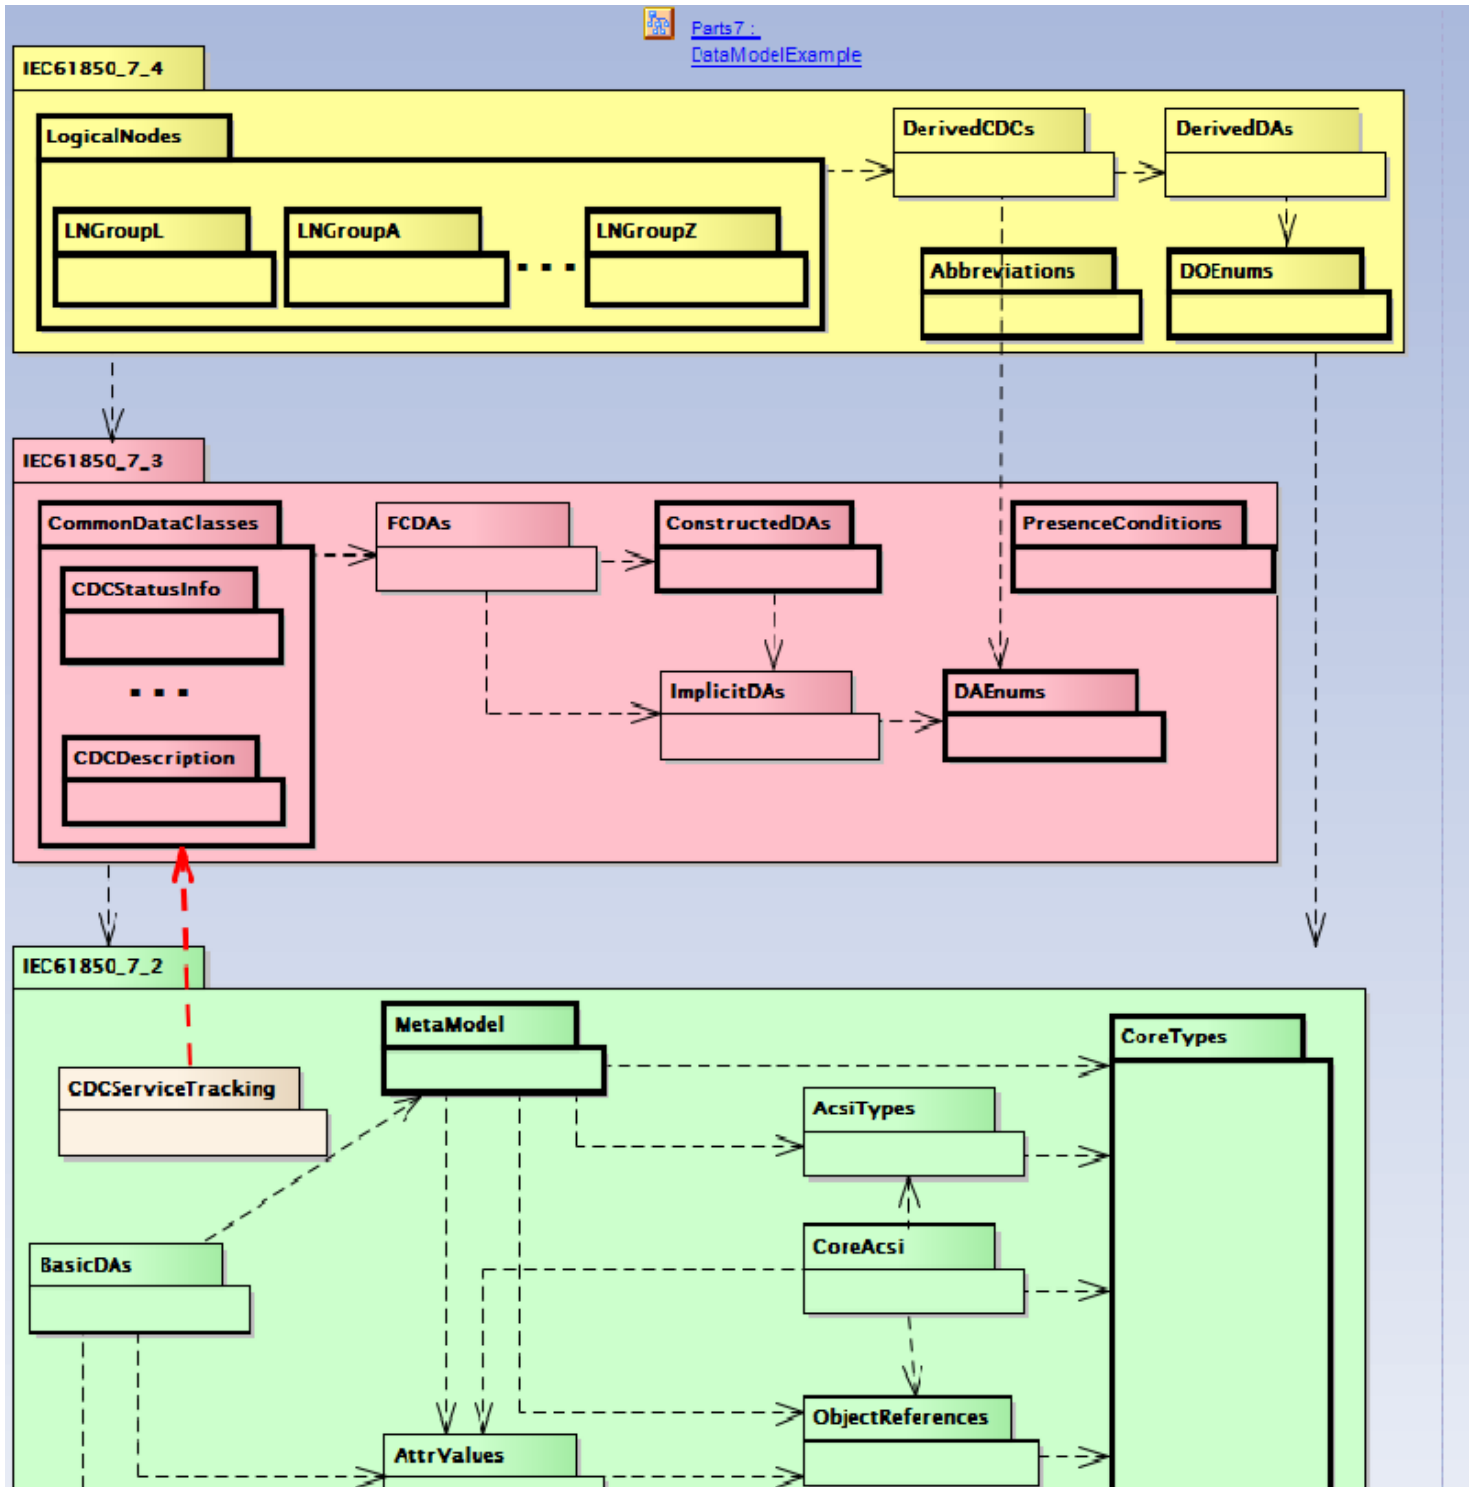 Parts7 :
DataModelExample
IEC61850_7_4
LogicalNodes
DerivedCDCs
DerivedDAs
LNGroupL
LNGroupA
LNGroupZ
...
Abbreviations
DOEnums
IEC61850_7_3
CommonDataClasses
FCDAs
ConstructedDAs
PresenceConditions
CDCStatusInfo
...
ImplicitDAs
DAEnums
CDCDescription
IEC61850_7_2
MetaModel
CoreTypes
CDCServiceTracking
AcsiTypes
CoreAcsi
BasicDAs
ObjectReferences
AttrValues